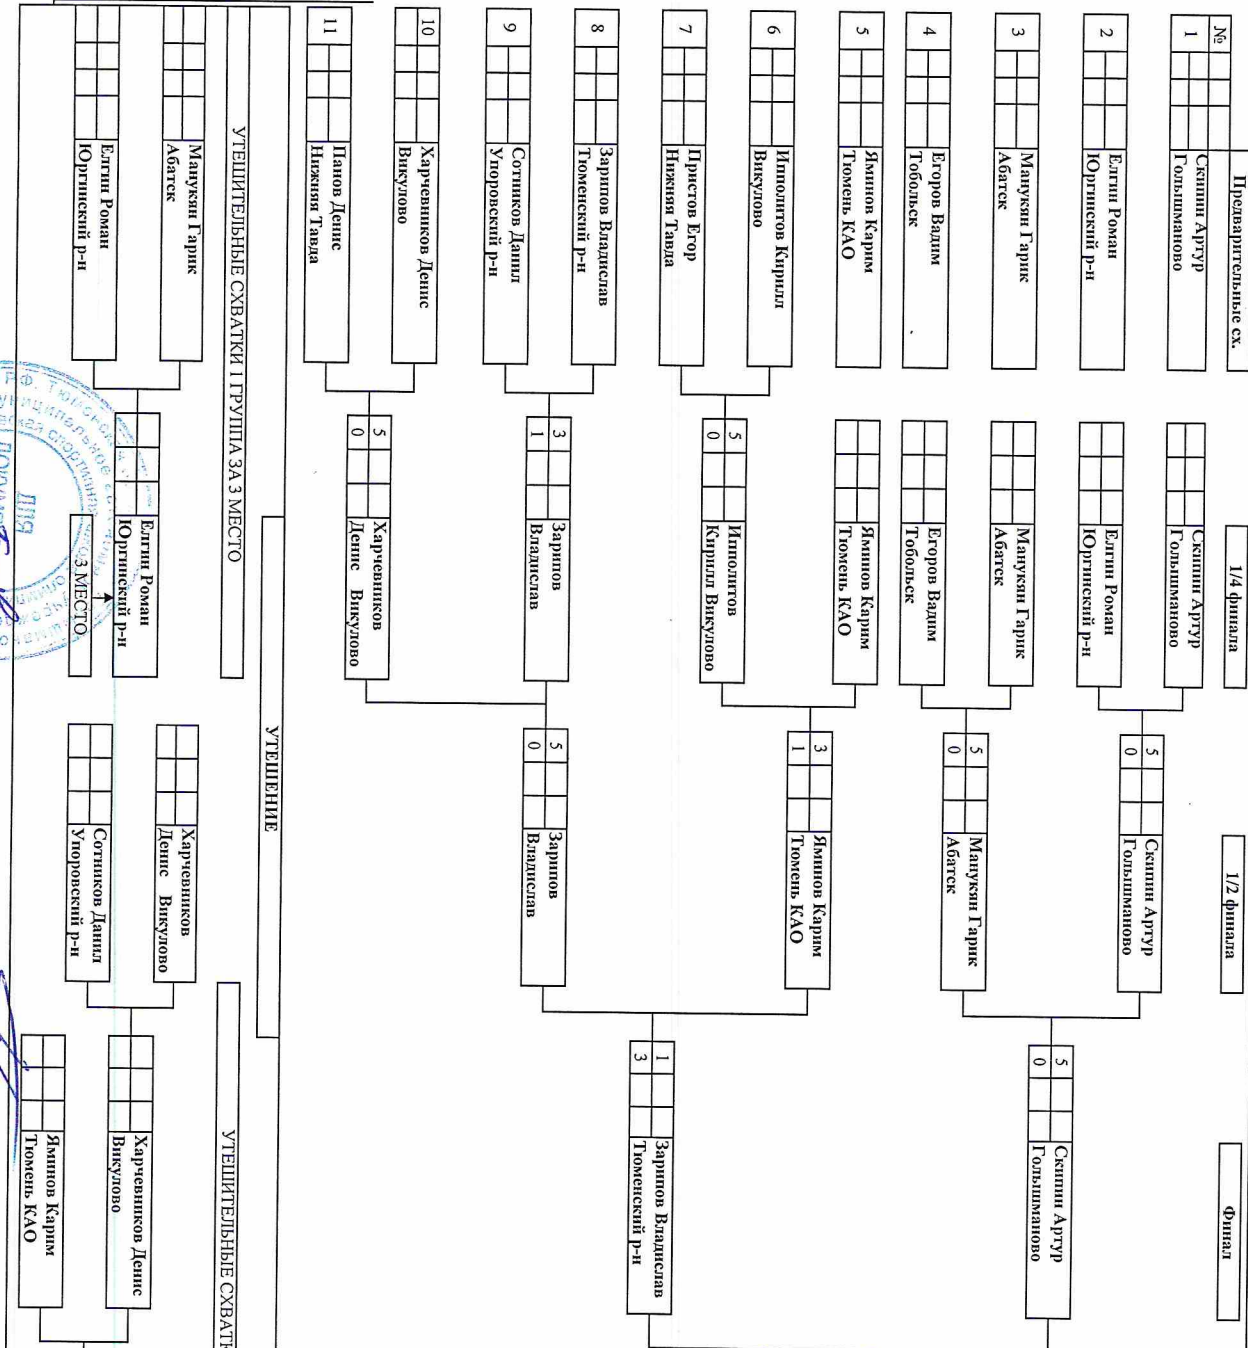 №
Предварительные сх.
1/4 финала
1/2 финала
Финал
1
Скипин Артур
Голышманово
2
Елгин Роман
Юргинский р-н
3
Манукян Гарик
Абатск
4
Егоров Вадим
Тобольск
5
Яминов Карим
Тюмень КАО
6
Ипполитов Кирилл
Викулово
7
Пристов Егор
Нижняя Тавда
8
Зарипов Владислав
Тюменский р-н
9
Сотников Данил
Упоровский р-н
10
Харчевников Денис
Викулово
11
Панов Денис
Нижняя Тавда
Скипин Артур
Голышманово
Елгин Роман
Юргинский р-н
Манукян Гарик
Абатск
Егоров Вадим
Тобольск
Яминов Карим
Тюмень КАО
5
0
Ипполитов
Кирилл Викулово
3
1
Зарипов
Владислав
5
0
Харчевников
Денис Викулово
5
0
Скипин Артур
Голышманово
5
0
Манукян Гарик
Абатск
3
1
Яминов Карим
Тюмень КАО
5
0
Зарипов
Владислав
5
0
Скипин Артур
Голышманово
1
3
Зарипов Владислав
Тюменский р-н
УТЕШЕНИЕ
УТЕШИТЕЛЬНЫЕ СХВАТКИ 1 ГРУППА ЗА 3 МЕСТО
УТЕШИТЕЛЬНЫЕ СХВАТК
Манукян Гарик
Абатск
Елгин Роман
Юргинский р-н
Елгин Роман
Юргинский р-н
3 МЕСТО
Харчевников
Денис Викулово
Сотников Данил
Упоровский р-н
Харчевников Денис
Викулово
Яминов Карим
Тюмень КАО
ДЛЯ